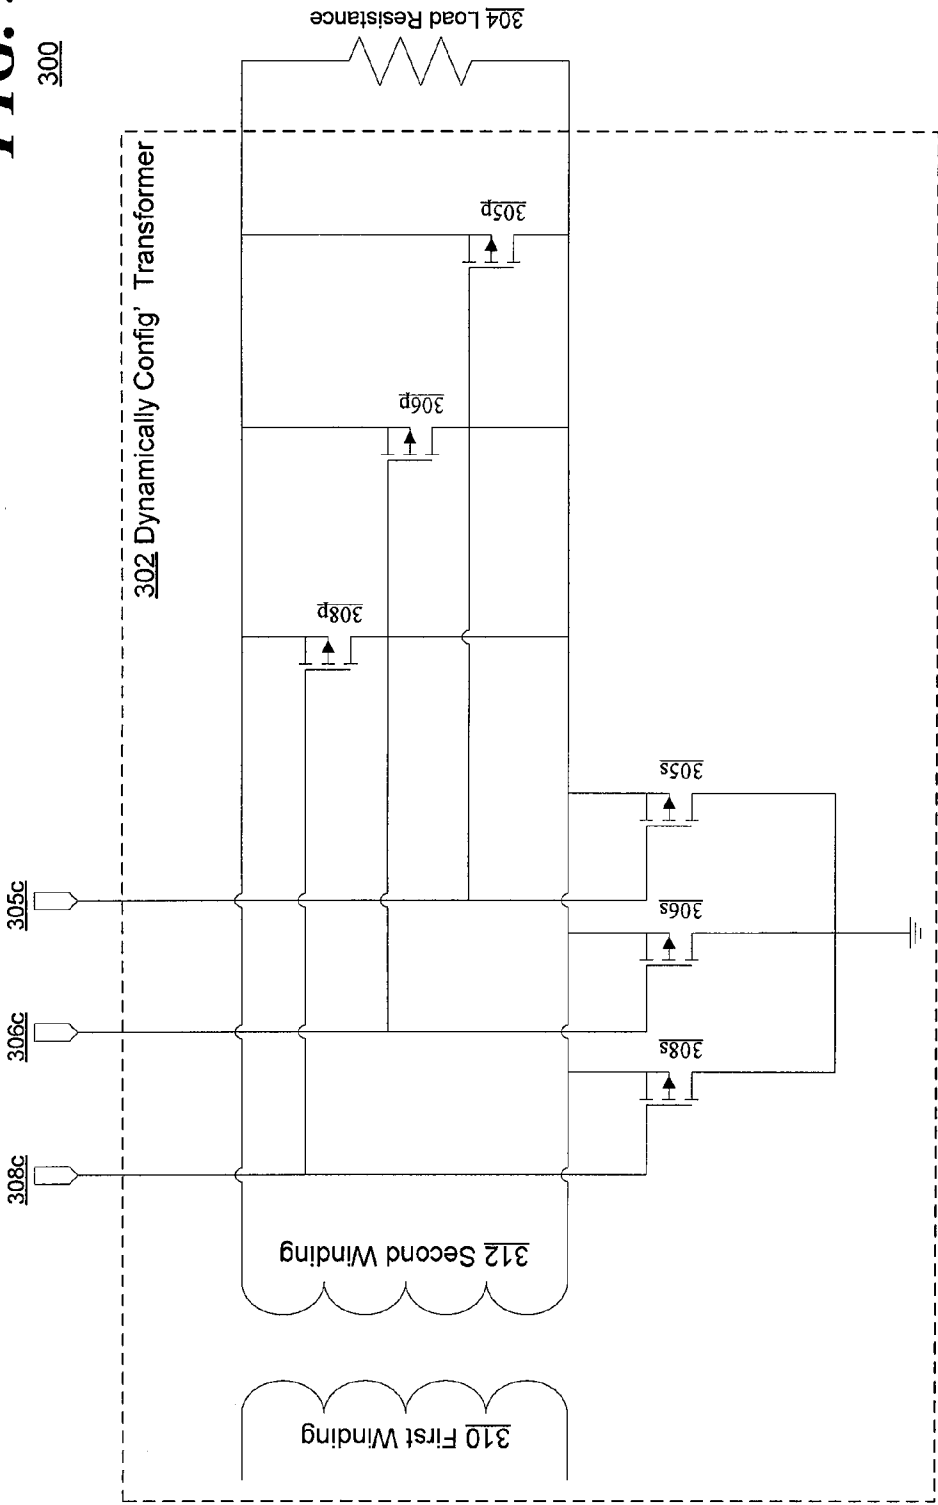 FIG.
300
304 Load Resistance
302 Dynamically Config' Transformer
305p
306p
308p
305c
306c
308c
305s
306s
308s
312 Second Winding
310 First Winding